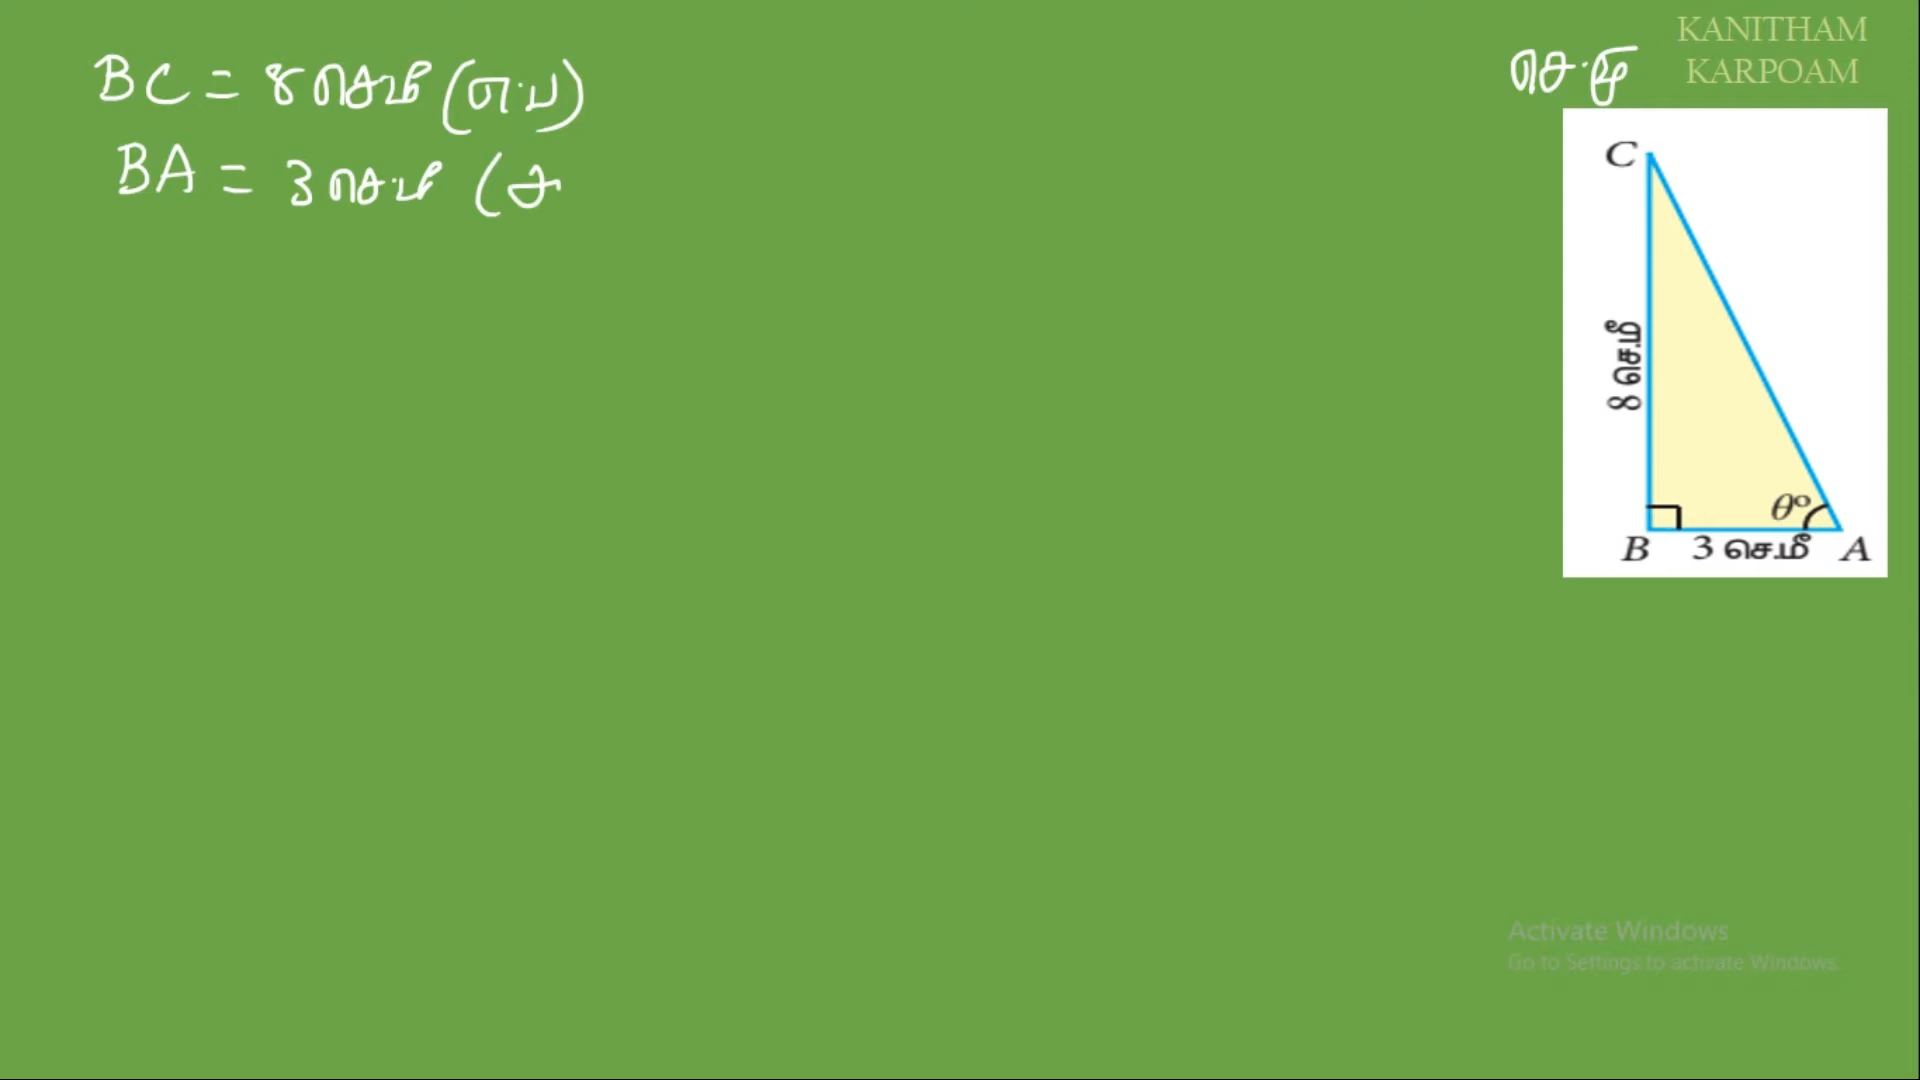 BC = 8 செமீ (எ.ப)
BA = 3 செ.மீ (அ
செ.மீ
KANITHAM
KARPOAM
C
8 செ.மீ
θ°
B 3 செ.மீ A
Activate Windows
Go to Settings to activate Windows.